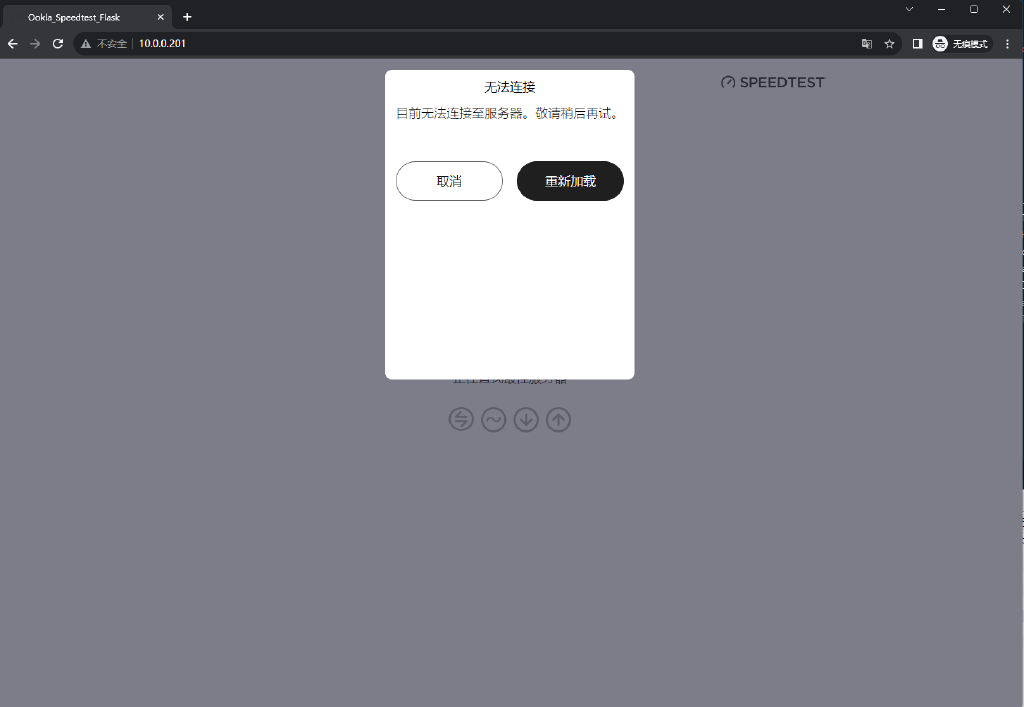 Ookla_Speedtest_Flask
不安全
10.0.0.201
无痕模式
SPEEDTEST
无法连接
目前无法连接至服务器。敬请稍后再试。
取消
重新加载